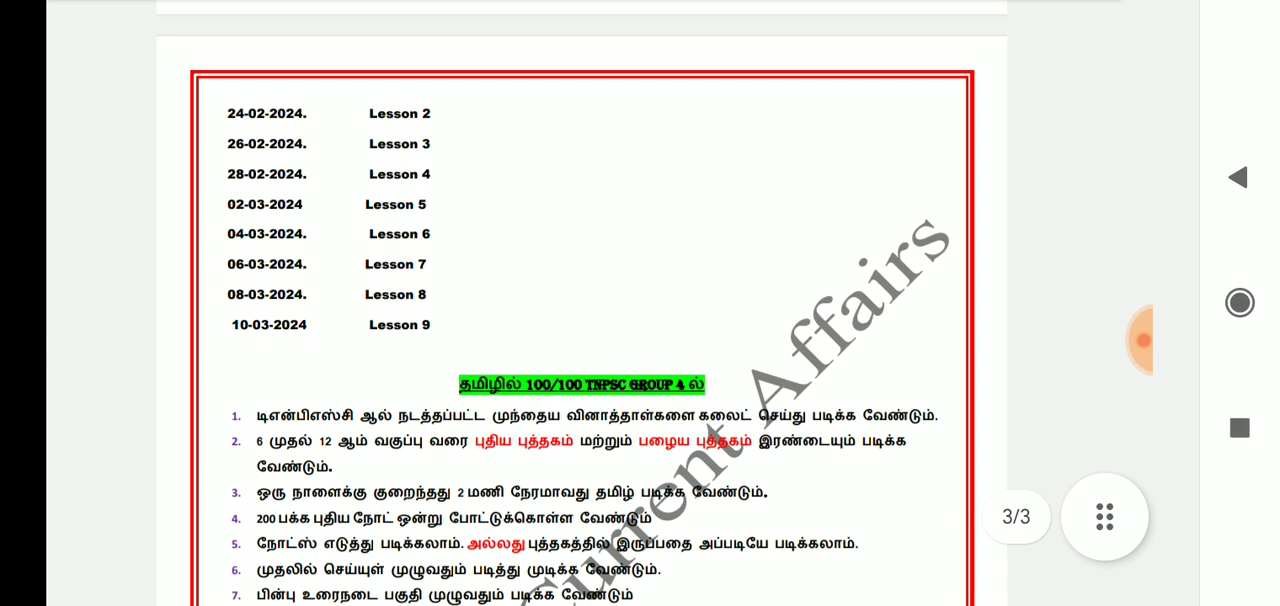 24-02-2024. Lesson 2
26-02-2024. Lesson 3
28-02-2024. Lesson 4
02-03-2024 Lesson 5
04-03-2024. Lesson 6
06-03-2024. Lesson 7
08-03-2024. Lesson 8
10-03-2024 Lesson 9
தமிழில் 100/100 TNPSC GROUP 4 ல்
1. டிஎன்பிஎஸ்சி ஆல் நடத்தப்பட்ட முந்தைய வினாத்தாள்களை கலைட் செய்து படிக்க வேண்டும்.
2. 6 முதல் 12 ஆம் வகுப்பு வரை புதிய புத்தகம் மற்றும் பழைய புத்தகம் இரண்டையும் படிக்க
வேண்டும்.
3. ஒரு நாளைக்கு குறைந்தது 2 மணி நேரமாவது தமிழ் படிக்க வேண்டும்.
4. 200 பக்க புதிய நோட் ஒன்று போட்டுக்கொள்ள வேண்டும்
5. நோட்ஸ் எடுத்து படிக்கலாம். அல்லது புத்தகத்தில் இருப்பதை அப்படியே படிக்கலாம்.
6. முதலில் செய்யுள் முழுவதும் படித்து முடிக்க வேண்டும்.
7. பின்பு உரைநடை பகுதி முழுவதும் படிக்க வேண்டும்
Current Affairs
3/3